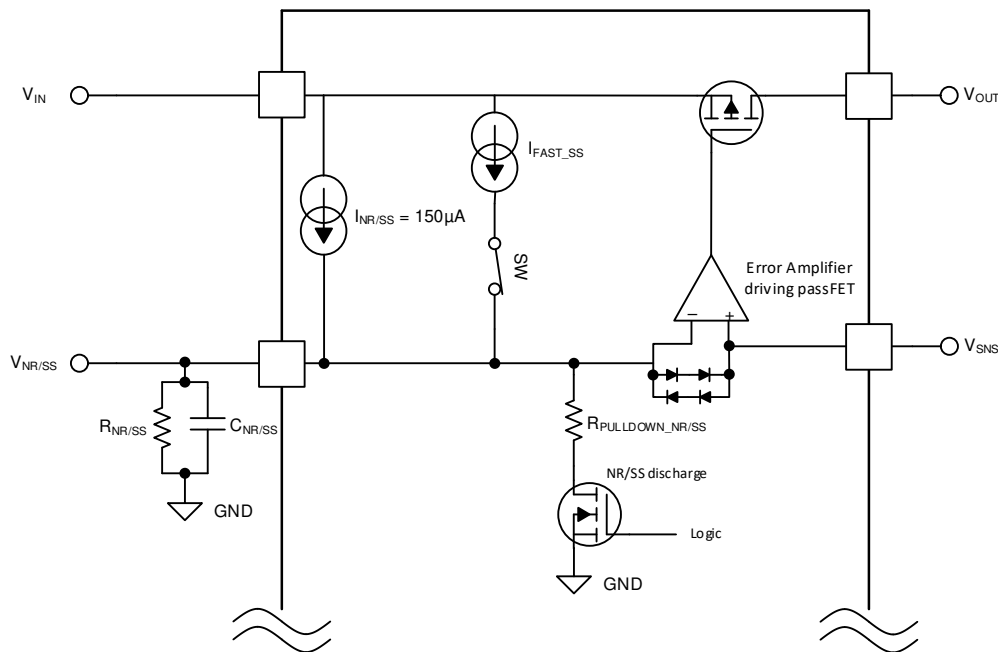 V_IN
V_OUT
I_FAST_SS
I_NR/SS = 150µA
SW
Error Amplifier
driving passFET
− +
V_NR/SS
V_SNS
R_NR/SS
C_NR/SS
R_PULLDOWN_NR/SS
NR/SS discharge
GND
Logic
GND